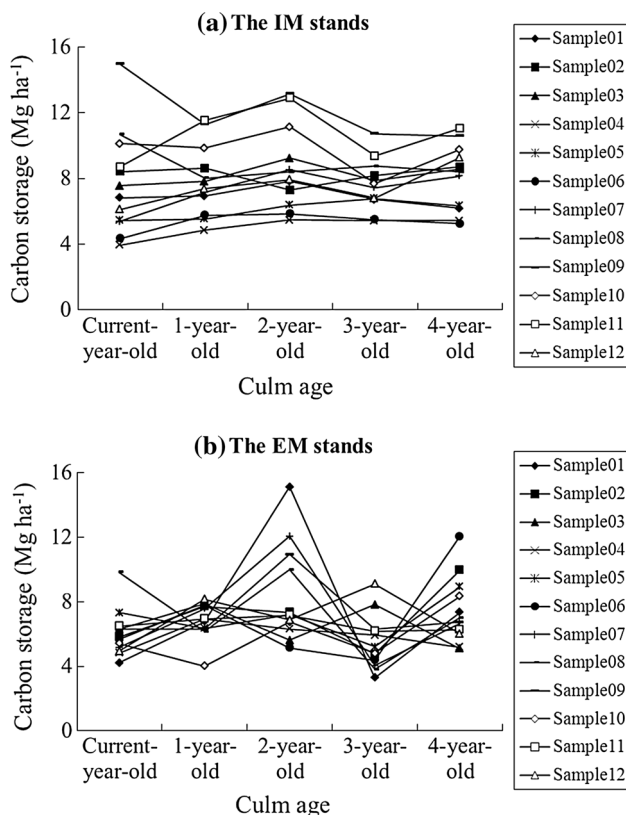 (a) The IM stands
16
12
8
4
0
Carbon storage (Mg ha-1)
Current-year-old
1-year-old
2-year-old
3-year-old
4-year-old
Culm age
Sample01
Sample02
Sample03
Sample04
Sample05
Sample06
Sample07
Sample08
Sample09
Sample10
Sample11
Sample12
(b) The EM stands
16
12
8
4
0
Carbon storage (Mg ha-1)
Current-year-old
1-year-old
2-year-old
3-year-old
4-year-old
Culm age
Sample01
Sample02
Sample03
Sample04
Sample05
Sample06
Sample07
Sample08
Sample09
Sample10
Sample11
Sample12